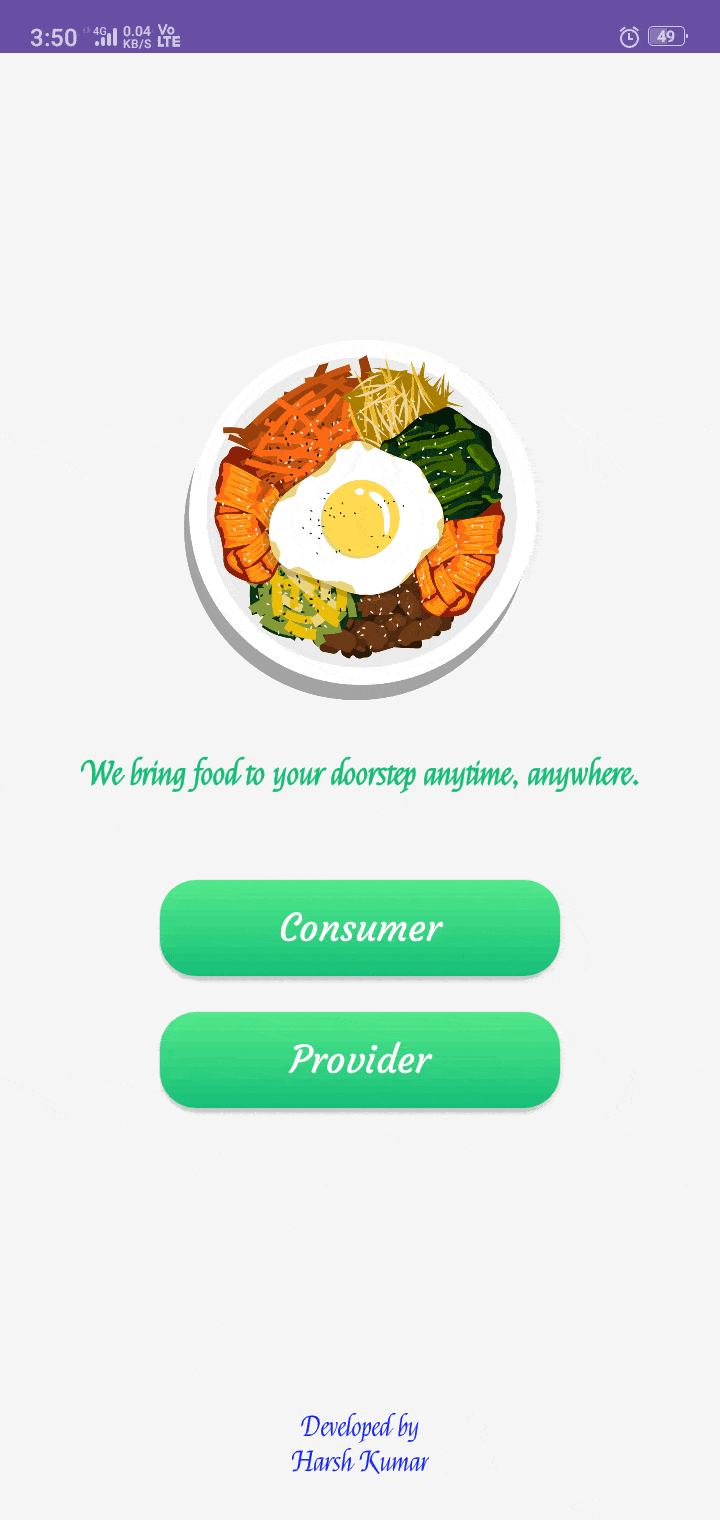 3:50 4G 0.04 KB/S Vo LTE 49
We bring food to your doorstep anytime, anywhere.
Consumer
Provider
Developed by
Harsh Kumar